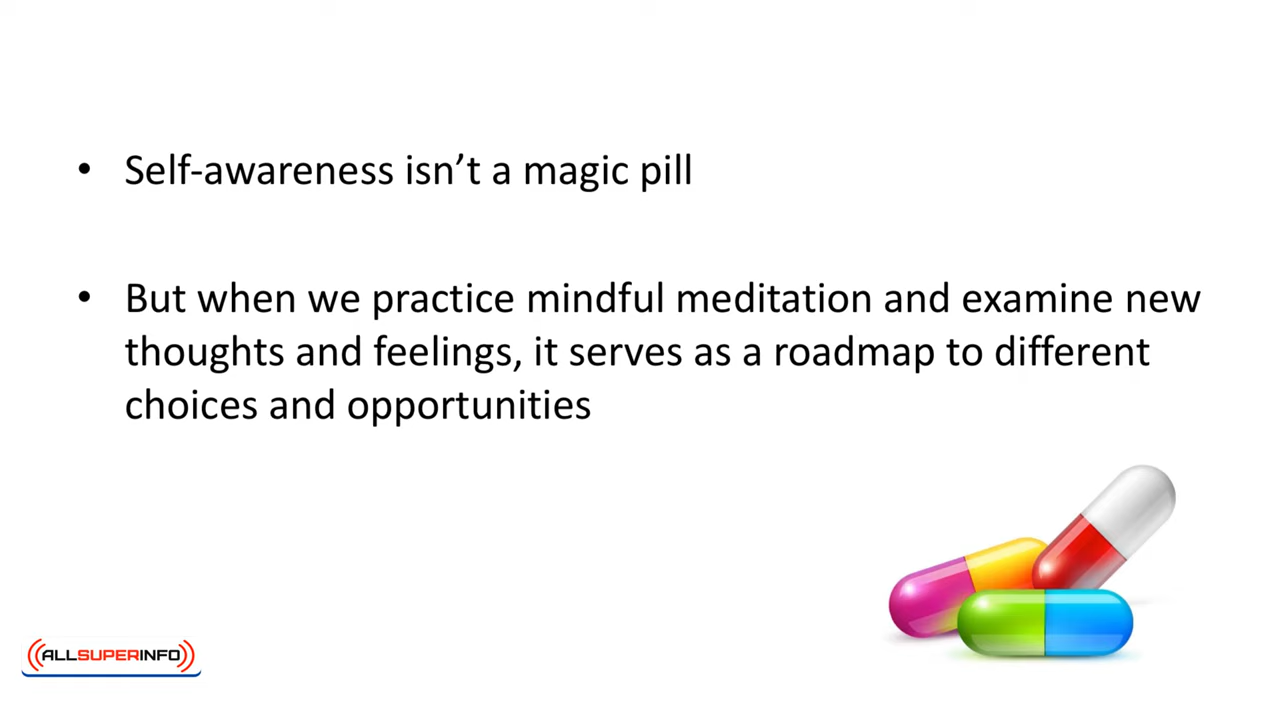 • Self-awareness isn’t a magic pill
• But when we practice mindful meditation and examine new
thoughts and feelings, it serves as a roadmap to different
choices and opportunities
((ALLSUPERINFO))